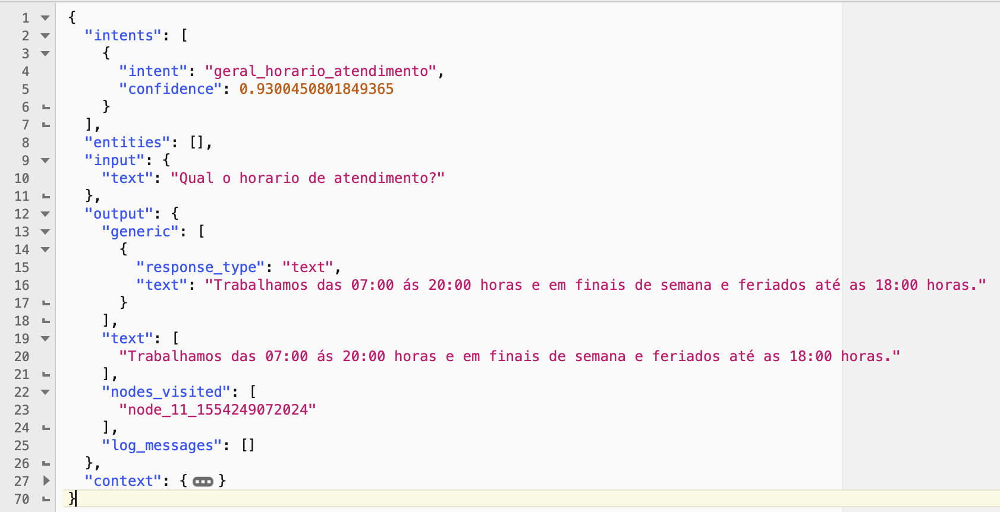 1 {
2 "intents": [
3 {
4 "intent": "geral_horario_atendimento",
5 "confidence": 0.9300450801849365
6 }
7 ],
8 "entities": [],
9 "input": {
10 "text": "Qual o horario de atendimento?"
11 },
12 "output": {
13 "generic": [
14 {
15 "response_type": "text",
16 "text": "Trabalhamos das 07:00 ás 20:00 horas e em finais de semana e feriados até as 18:00 horas."
17 }
18 ],
19 "text": [
20 "Trabalhamos das 07:00 ás 20:00 horas e em finais de semana e feriados até as 18:00 horas."
21 ],
22 "nodes_visited": [
23 "node_11_1554249072024"
24 ],
25 "log_messages": []
26 },
27 "context": {...}
70 }